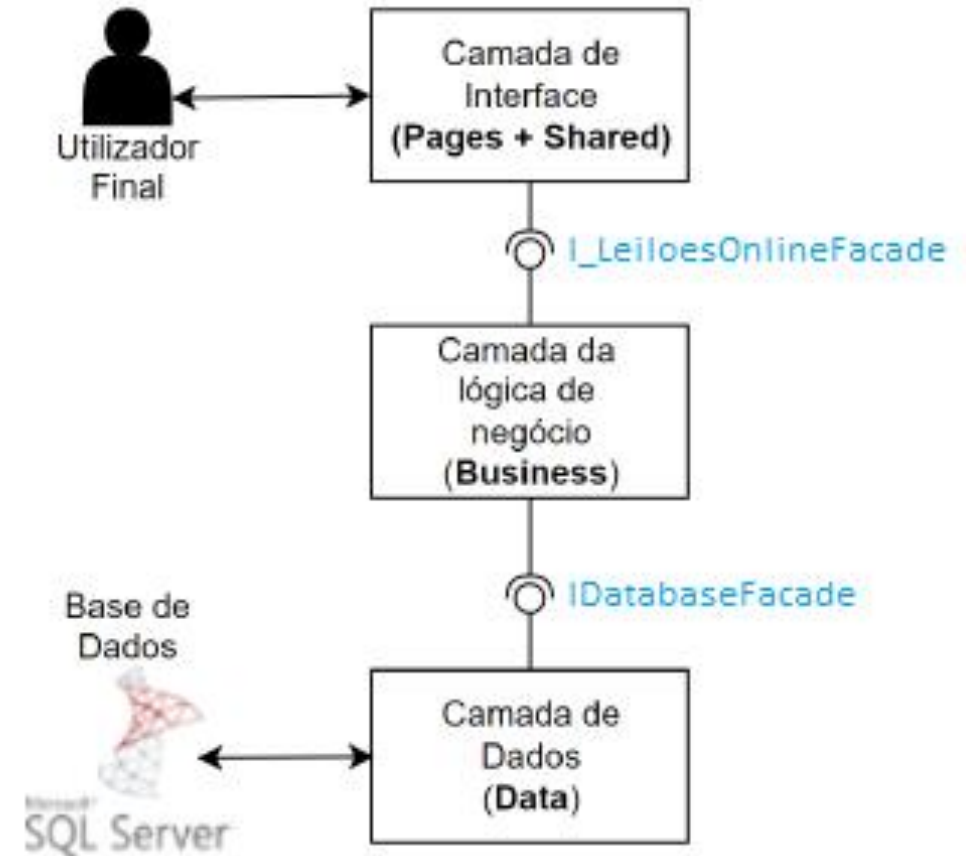 Camada de
Interface
(Pages + Shared)
Utilizador
Final
I_LeiloesOnlineFacade
Camada da
lógica de
negócio
(Business)
IDatabaseFacade
Base de
Dados
Microsoft
SQL Server
Camada de
Dados
(Data)